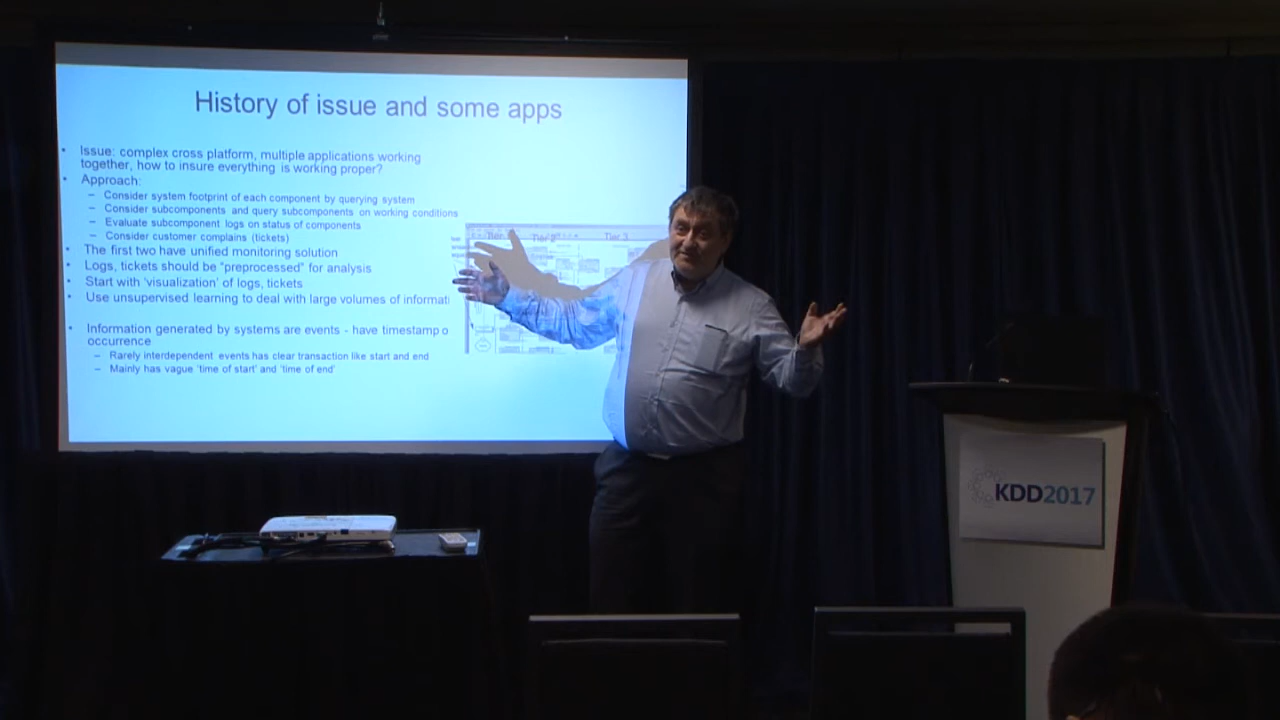 History of issue and some apps
• Issue: complex cross platform, multiple applications working
together, how to insure everything is working proper?
• Approach:
– Consider system footprint of each component by querying system
– Consider subcomponents and query subcomponents on working conditions
– Evaluate subcomponent logs on status of components
– Consider customer complains (tickets)
• The first two have unified monitoring solution
• Logs, tickets should be "preprocessed" for analysis
• Start with 'visualization' of logs, tickets
• Use unsupervised learning to deal with large volumes of informati
• Information generated by systems are events - have timestamp o
occurrence
– Rarely interdependent events has clear transaction like start and end
– Mainly has vague 'time of start' and 'time of end'
Tier 3
KDD2017